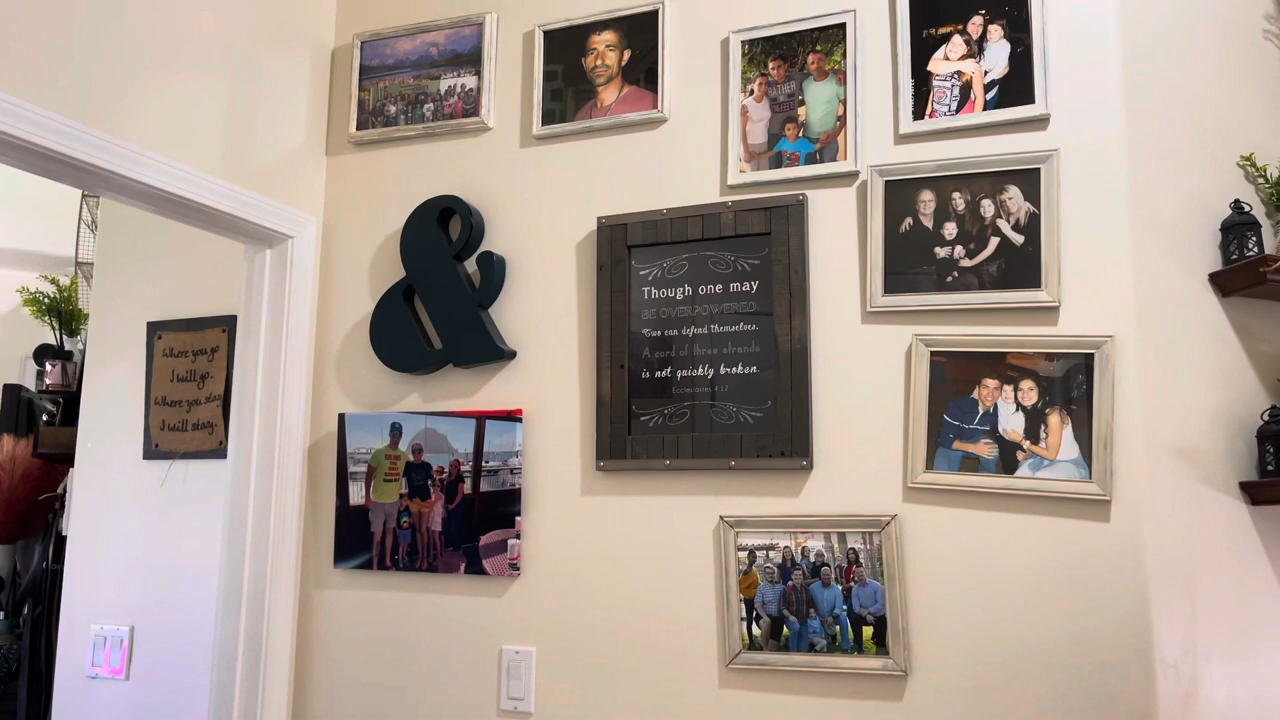 &
Though one may
BE OVERPOWERED,
Two can defend themselves.
A cord of three strands
is not quickly broken.
Ecclesiastes 4:12
Where you go
I will go.
Where you stay
I will stay.